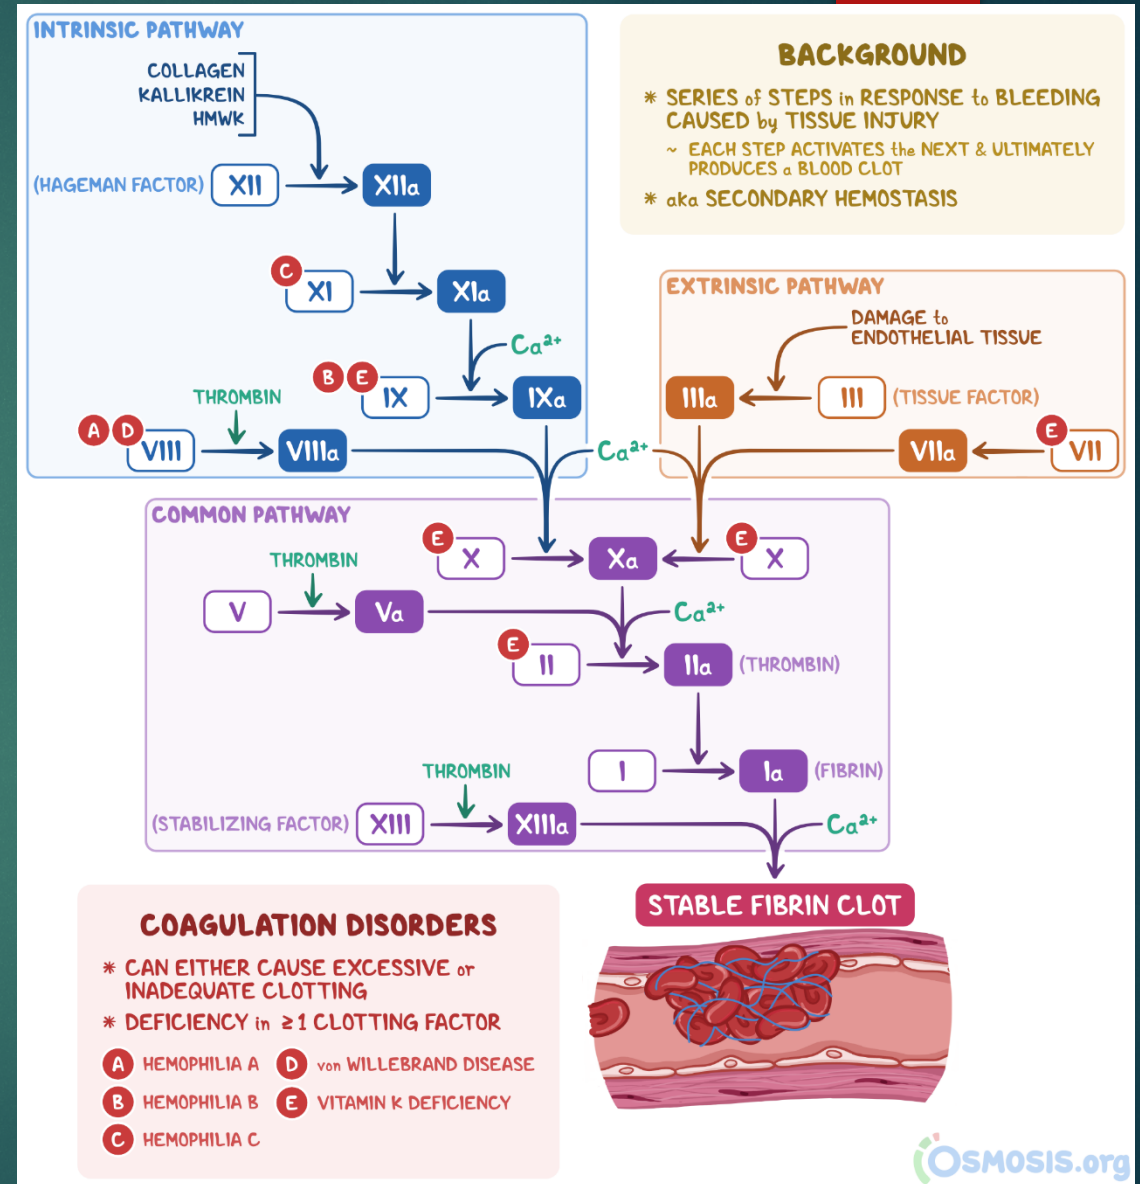 INTRINSIC PATHWAY
COLLAGEN
KALLIKREIN
HMWK
(HAGEMAN FACTOR) XII XIIa
C
XI XIa
Ca²⁺
B E
IX IXa
THROMBIN
A D
VIII VIIIa
Ca²⁺
BACKGROUND
* SERIES of STEPS in RESPONSE to BLEEDING
CAUSED by TISSUE INJURY
~ EACH STEP ACTIVATES the NEXT & ULTIMATELY
PRODUCES a BLOOD CLOT
* aka SECONDARY HEMOSTASIS
EXTRINSIC PATHWAY
DAMAGE to
ENDOTHELIAL TISSUE
IIIa III (TISSUE FACTOR)
E
VIIa VII
COMMON PATHWAY
E E
X Xa X
THROMBIN
V Va Ca²⁺
E
II IIa (THROMBIN)
I Ia (FIBRIN)
THROMBIN
(STABILIZING FACTOR) XIII XIIIa Ca²⁺
STABLE FIBRIN CLOT
COAGULATION DISORDERS
* CAN EITHER CAUSE EXCESSIVE or
INADEQUATE CLOTTING
* DEFICIENCY in ≥1 CLOTTING FACTOR
A HEMOPHILIA A D von WILLEBRAND DISEASE
B HEMOPHILIA B E VITAMIN K DEFICIENCY
C HEMOPHILIA C
OSMOSIS.org